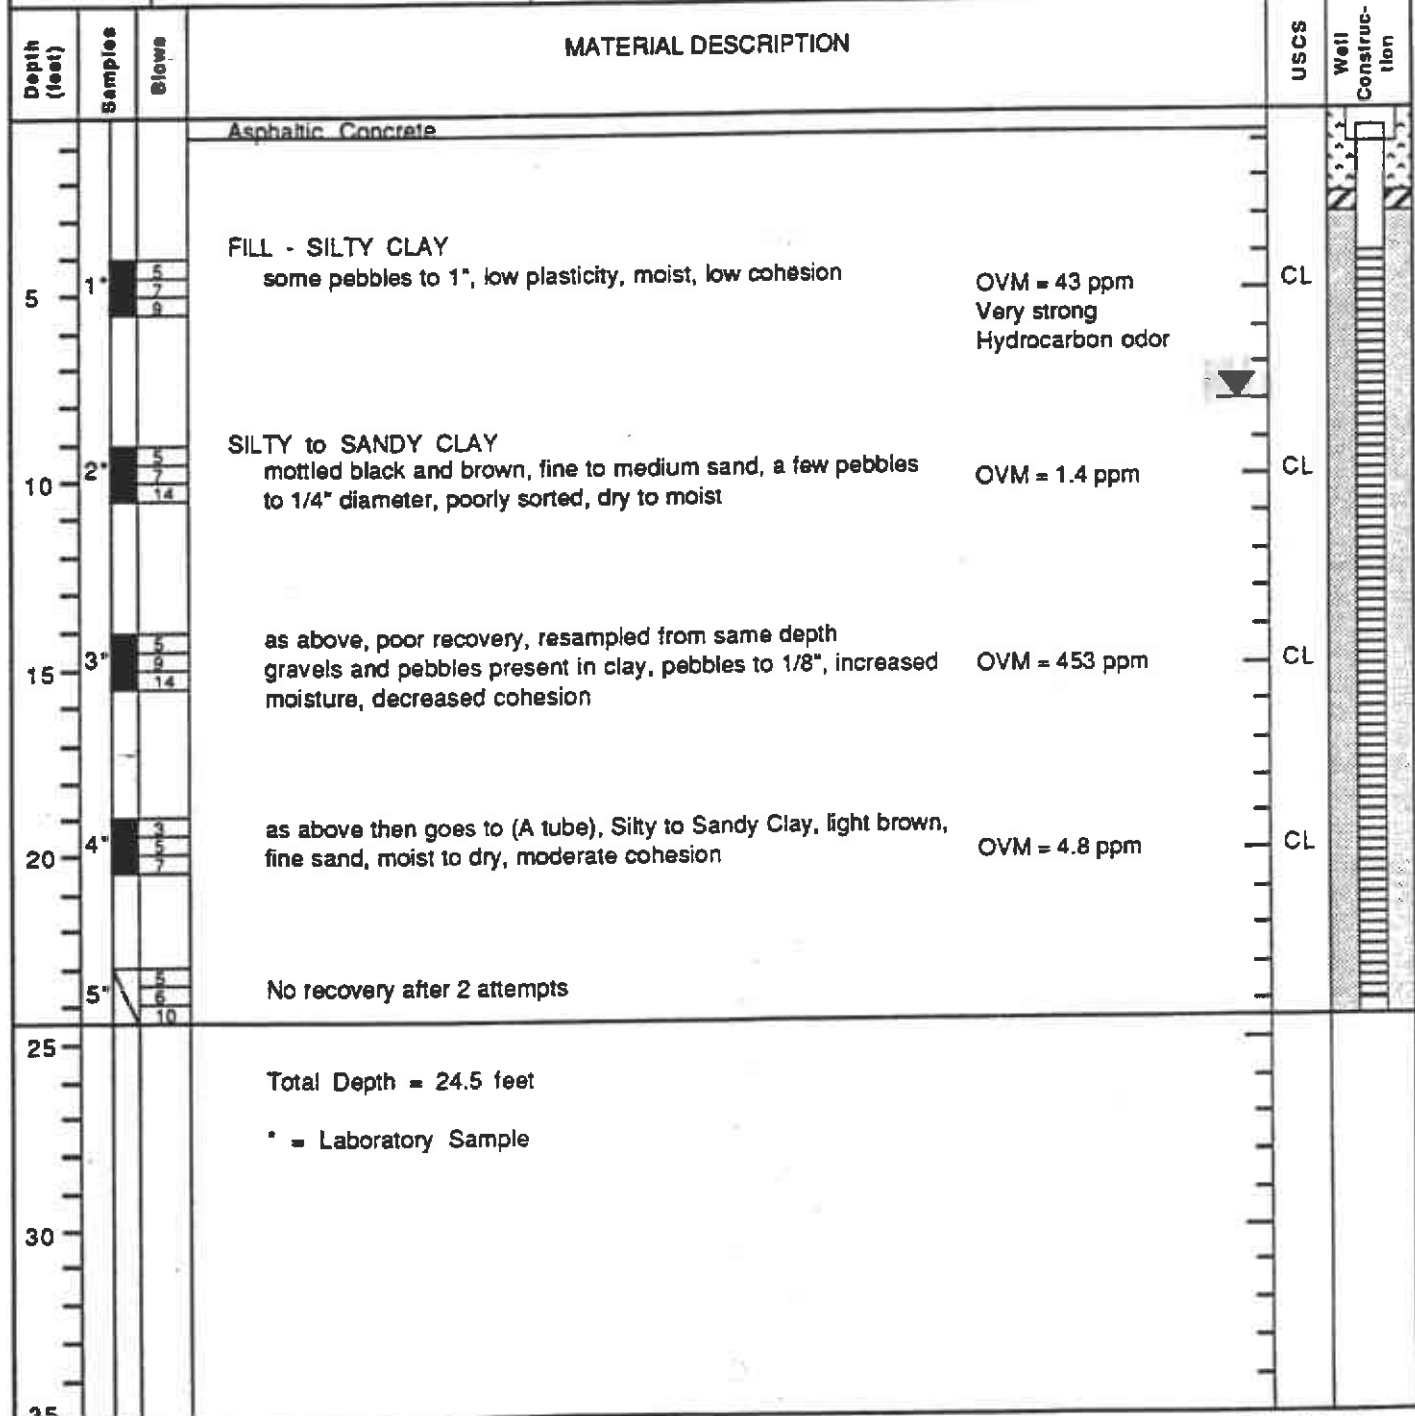 Depth (feet)
Samples
Blows
MATERIAL DESCRIPTION
USCS
Well Construc-tion
Asphaltic Concrete
FILL - SILTY CLAY
some pebbles to 1", low plasticity, moist, low cohesion
OVM = 43 ppm
Very strong
Hydrocarbon odor
CL
5
1*
5
7
9
SILTY to SANDY CLAY
mottled black and brown, fine to medium sand, a few pebbles
to 1/4" diameter, poorly sorted, dry to moist
OVM = 1.4 ppm
CL
10
2*
5
7
14
as above, poor recovery, resampled from same depth
gravels and pebbles present in clay, pebbles to 1/8", increased
moisture, decreased cohesion
OVM = 453 ppm
CL
15
3*
5
14
as above then goes to (A tube), Silty to Sandy Clay, light brown,
fine sand, moist to dry, moderate cohesion
OVM = 4.8 ppm
CL
20
4*
3
5
7
No recovery after 2 attempts
5*
5
6
10
25
Total Depth = 24.5 feet
* = Laboratory Sample
30
35